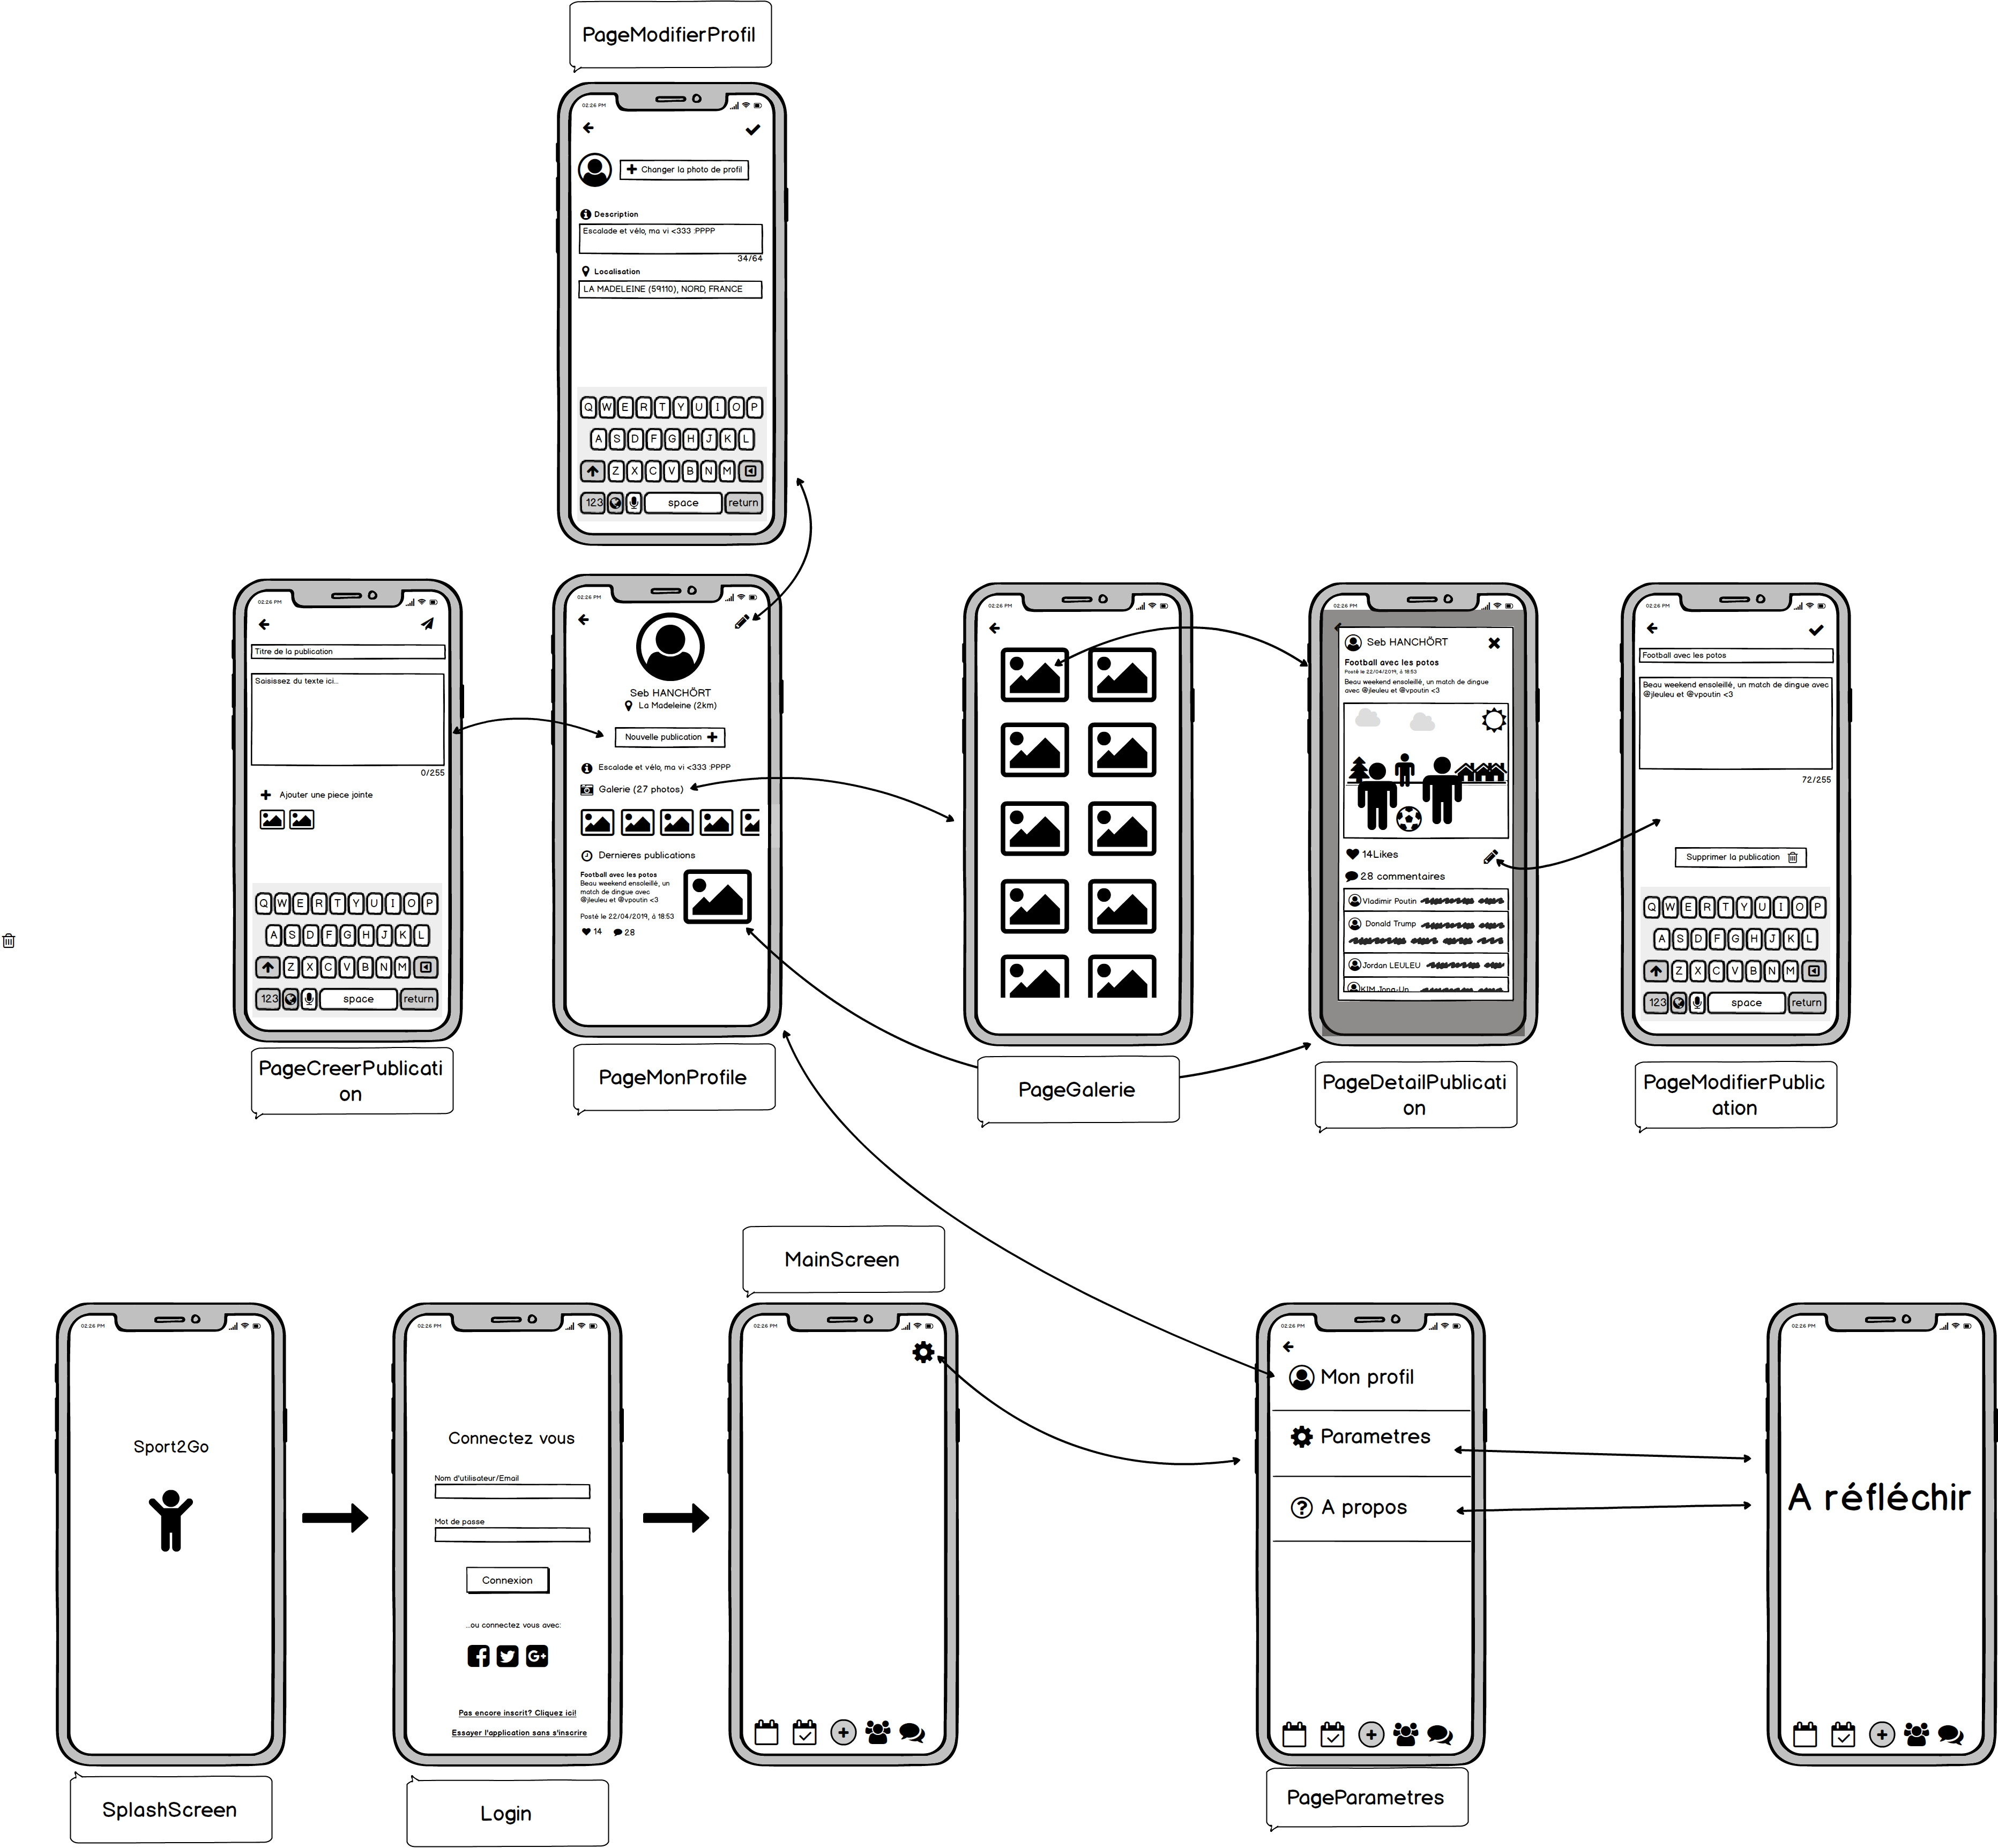 PageModifierProfil
02:26 PM
Changer la photo de profil
Description
Escalade et vélo, ma vi <333 :PPPP
34/64
Localisation
LA MADELEINE (59110), NORD, FRANCE
Q W E R T Y U I O P
A S D F G H J K L
Z X C V B N M
123 space return
02:26 PM
Titre de la publication
Saisissez du texte ici...
0/255
Ajouter une piece jointe
Q W E R T Y U I O P
A S D F G H J K L
Z X C V B N M
123 space return
PageCreerPublicati
on
02:26 PM
Seb HANCHÖRT
La Madeleine (2km)
Nouvelle publication
Escalade et vélo, ma vi <333 :PPPP
Galerie (27 photos)
Dernieres publications
Football avec les potos
Beau weekend ensoleillé, un
match de dingue avec
@jleuleu et @vpoutin <3
Posté le 22/04/2019, à 18:53
14 28
PageMonProfile
02:26 PM
PageGalerie
02:26 PM
Seb HANCHÖRT
Football avec les potos
Posté le 22/04/2019, à 18:53
Beau weekend ensoleillé, un match de dingue
avec @jleuleu et @vpoutin <3
14Likes
28 commentaires
Vladimir Poutin
Donald Trump
Jordan LEULEU
KIM Jong-Un
PageDetailPublicati
on
02:26 PM
Football avec les potos
Beau weekend ensoleillé, un match de dingue avec
@jleuleu et @vpoutin <3
72/255
Supprimer la publication
Q W E R T Y U I O P
A S D F G H J K L
Z X C V B N M
123 space return
PageModifierPublic
ation
02:26 PM
Sport2Go
SplashScreen
02:26 PM
Connectez vous
Nom d'utilisateur/Email
Mot de passe
Connexion
...ou connectez vous avec:
G+
Pas encore inscrit? Cliquez ici!
Essayer l'application sans s'inscrire
Login
MainScreen
02:26 PM
02:26 PM
Mon profil
Parametres
A propos
PageParametres
02:26 PM
A réfléchir